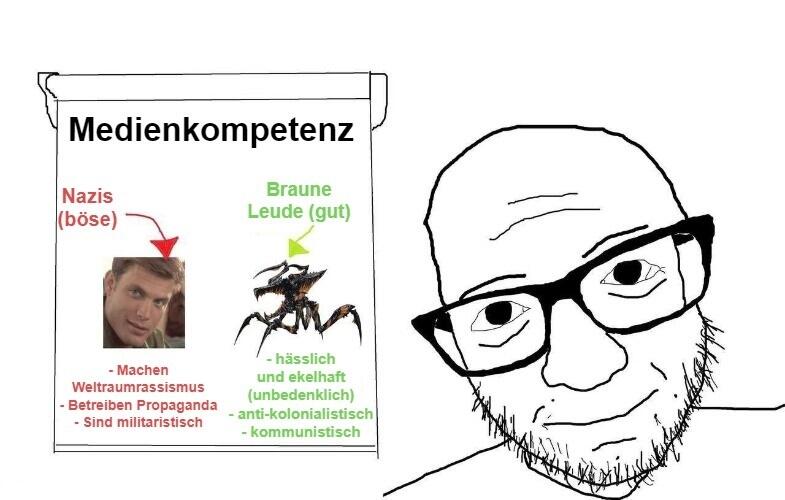 Medienkompetenz
Nazis
(böse)
Braune
Leude (gut)
- Machen
Weltraumrassismus
- Betreiben Propaganda
- Sind militaristisch
- hässlich
und ekelhaft
(unbedenklich)
- anti-kolonialistisch
- kommunistisch